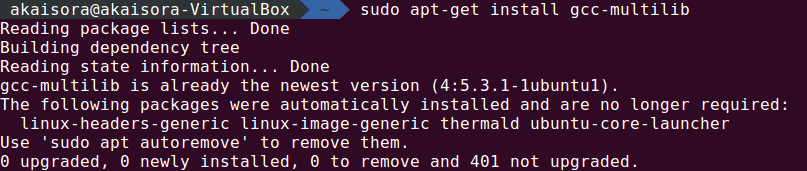 akaisora@akaisora-VirtualBox ~ sudo apt-get install gcc-multilib
Reading package lists... Done
Building dependency tree
Reading state information... Done
gcc-multilib is already the newest version (4:5.3.1-1ubuntu1).
The following packages were automatically installed and are no longer required:
  linux-headers-generic linux-image-generic thermald ubuntu-core-launcher
Use 'sudo apt autoremove' to remove them.
0 upgraded, 0 newly installed, 0 to remove and 401 not upgraded.